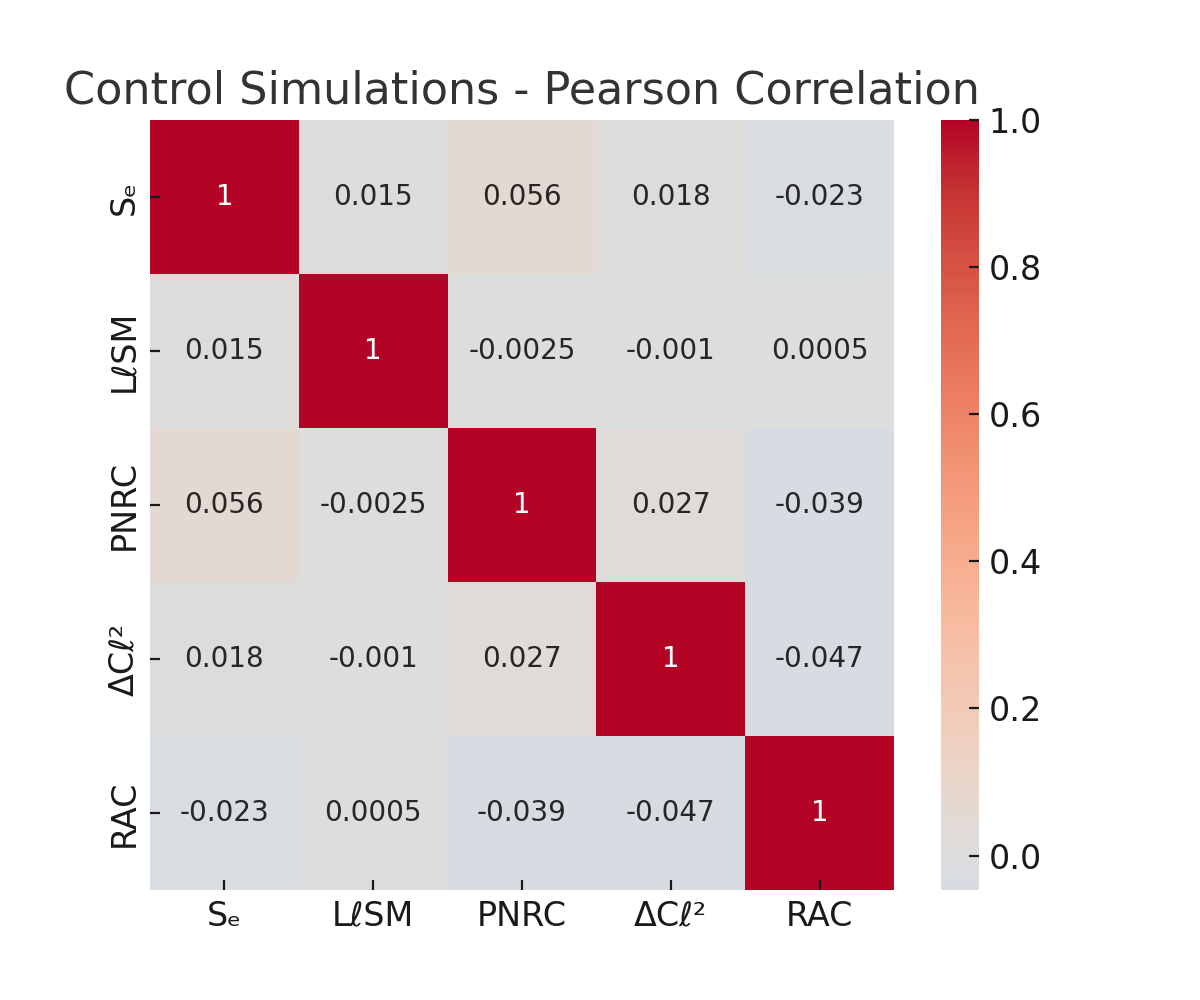 Control Simulations - Pearson Correlation
1.0
Sₑ 1 0.015 0.056 0.018 -0.023
0.8
LℓSM 0.015 1 -0.0025 -0.001 0.0005
0.6
PNRC 0.056 -0.0025 1 0.027 -0.039
0.4
ΔCℓ² 0.018 -0.001 0.027 1 -0.047
0.2
RAC -0.023 0.0005 -0.039 -0.047 1
0.0
Sₑ LℓSM PNRC ΔCℓ² RAC